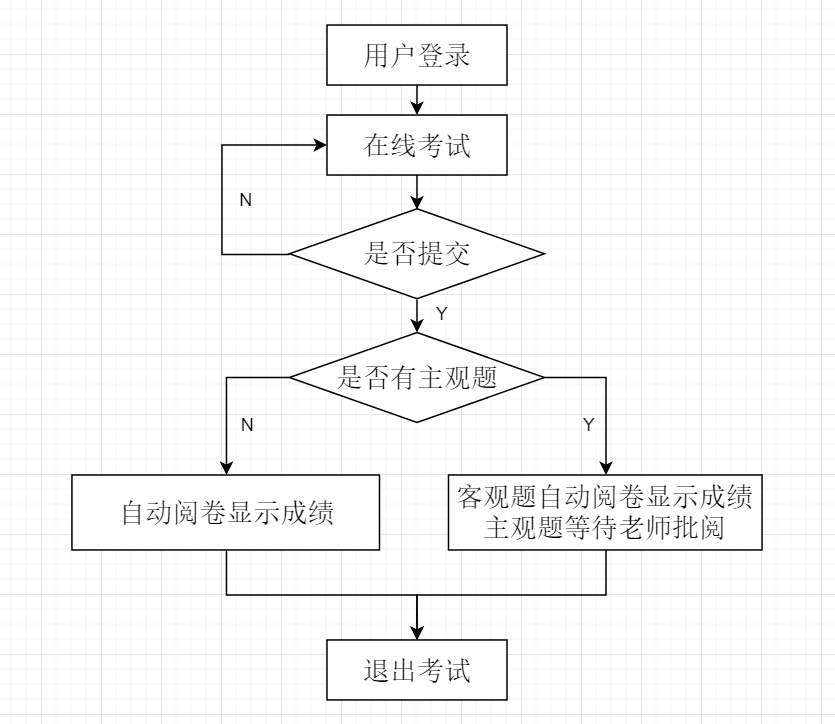 用户登录
在线考试
N
是否提交
Y
是否有主观题
N
Y
自动阅卷显示成绩
客观题自动阅卷显示成绩
主观题等待老师批阅
退出考试